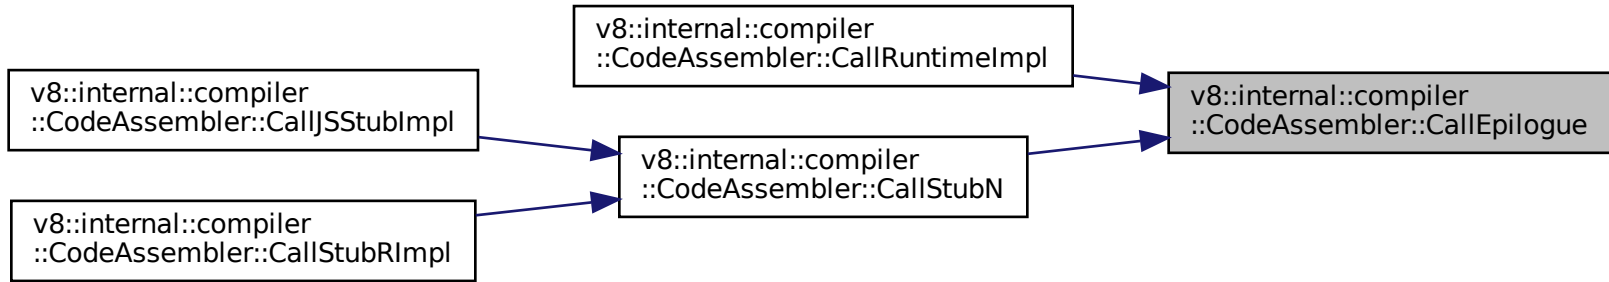 v8::internal::compiler
::CodeAssembler::CallRuntimeImpl
v8::internal::compiler
::CodeAssembler::CallJSStubImpl
v8::internal::compiler
::CodeAssembler::CallEpilogue
v8::internal::compiler
::CodeAssembler::CallStubN
v8::internal::compiler
::CodeAssembler::CallStubRImpl